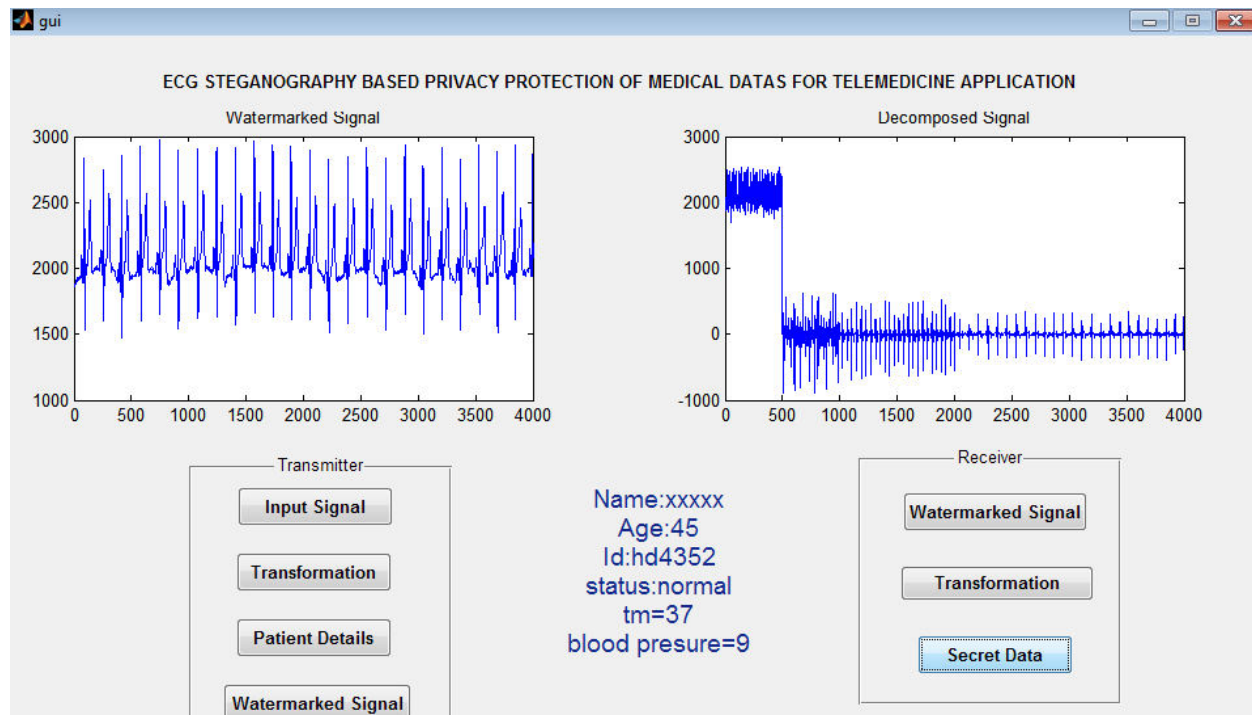 gui
ECG STEGANOGRAPHY BASED PRIVACY PROTECTION OF MEDICAL DATAS FOR TELEMEDICINE APPLICATION
Watermarked Signal
3000
2500
2000
1500
1000
0 500 1000 1500 2000 2500 3000 3500 4000
Decomposed Signal
3000
2000
1000
0
-1000
0 500 1000 1500 2000 2500 3000 3500 4000
Transmitter
Input Signal
Transformation
Patient Details
Watermarked Signal
Name:xxxxx
Age:45
Id:hd4352
status:normal
tm=37
blood presure=9
Receiver
Watermarked Signal
Transformation
Secret Data